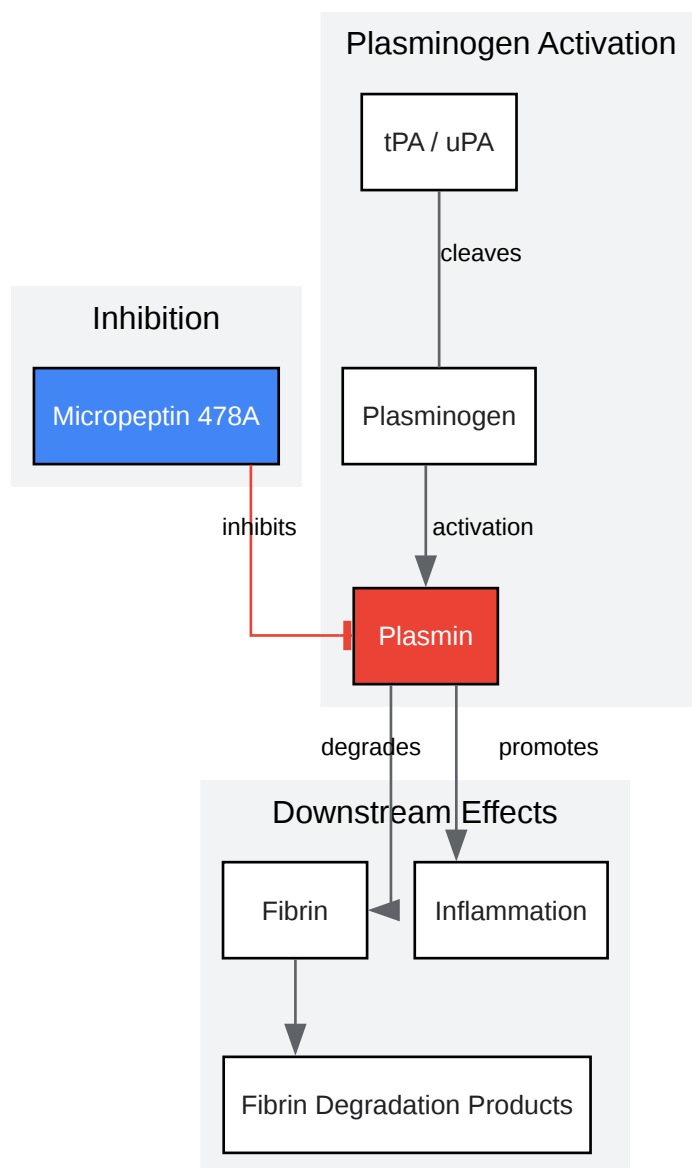 Plasminogen Activation
tPA / uPA
cleaves
Inhibition
Micropeptin 478A
Plasminogen
inhibits
activation
Plasmin
degrades
promotes
Downstream Effects
Fibrin
Inflammation
Fibrin Degradation Products